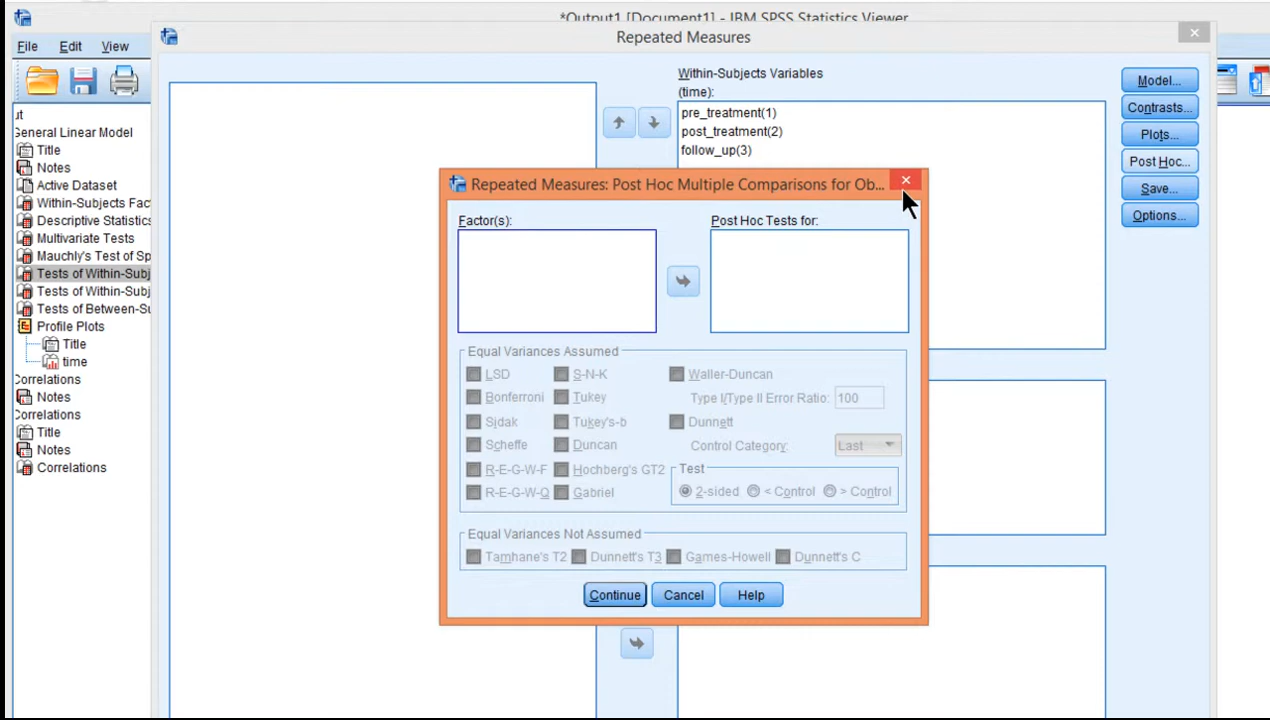 *Output1 [Document1] - IBM SPSS Statistics Viewer
Repeated Measures
File Edit View
Within-Subjects Variables
(time):
pre_treatment(1)
post_treatment(2)
follow_up(3)
Model...
Contrasts...
Plots...
Post Hoc...
Save...
Options...
ut
General Linear Model
Title
Notes
Active Dataset
Within-Subjects Fac
Descriptive Statistics
Multivariate Tests
Mauchly's Test of Sp
Tests of Within-Subj
Tests of Within-Subj
Tests of Between-Su
Profile Plots
Title
time
Correlations
Notes
Correlations
Title
Notes
Correlations
Repeated Measures: Post Hoc Multiple Comparisons for Ob...
Factor(s):
Post Hoc Tests for:
Equal Variances Assumed
LSD S-N-K Waller-Duncan
Bonferroni Tukey Type I/Type II Error Ratio: 100
Sidak Tukey's-b Dunnett
Scheffe Duncan Control Category: Last
R-E-G-W-F Hochberg's GT2 Test
R-E-G-W-Q Gabriel 2-sided < Control > Control
Equal Variances Not Assumed
Tamhane's T2 Dunnett's T3 Games-Howell Dunnett's C
Continue Cancel Help